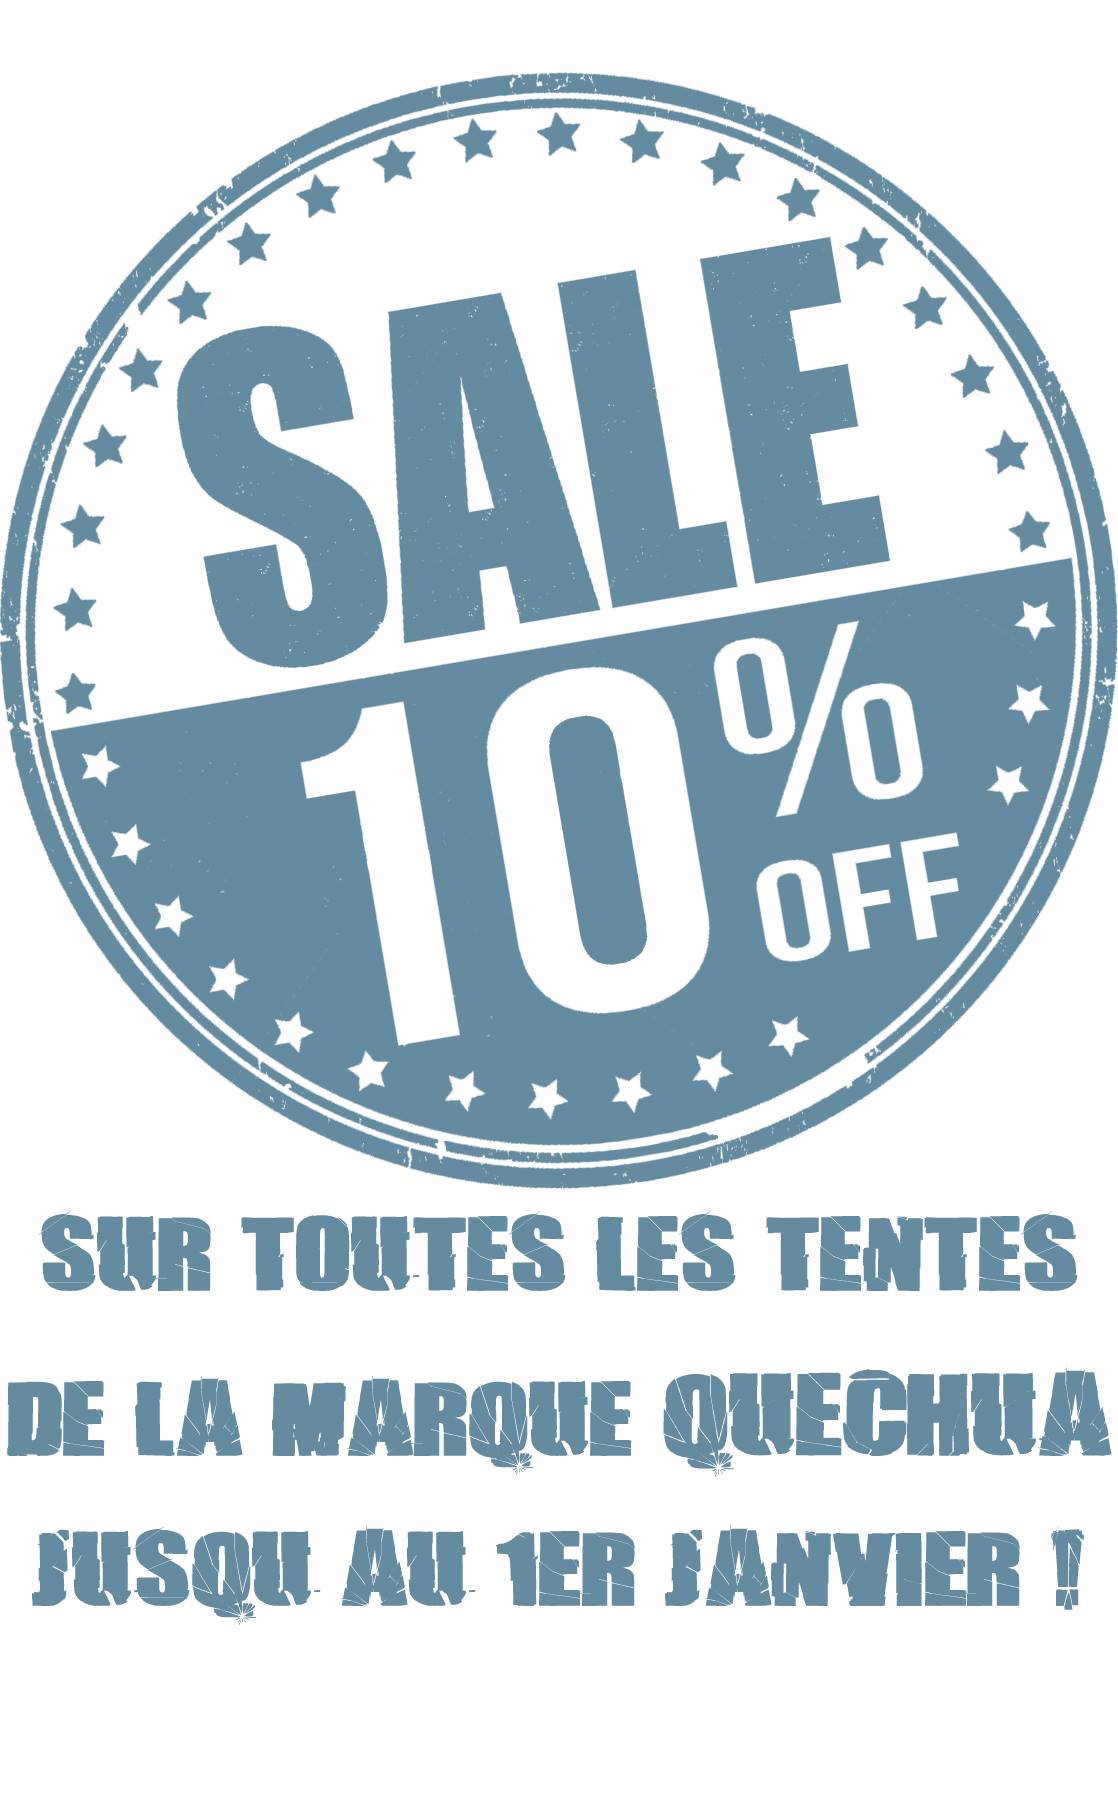 SALE
10%
OFF
SUR TOUTES LES TENTES
DE LA MARQUE QUECHUA
JUSQU AU 1ER JANVIER !